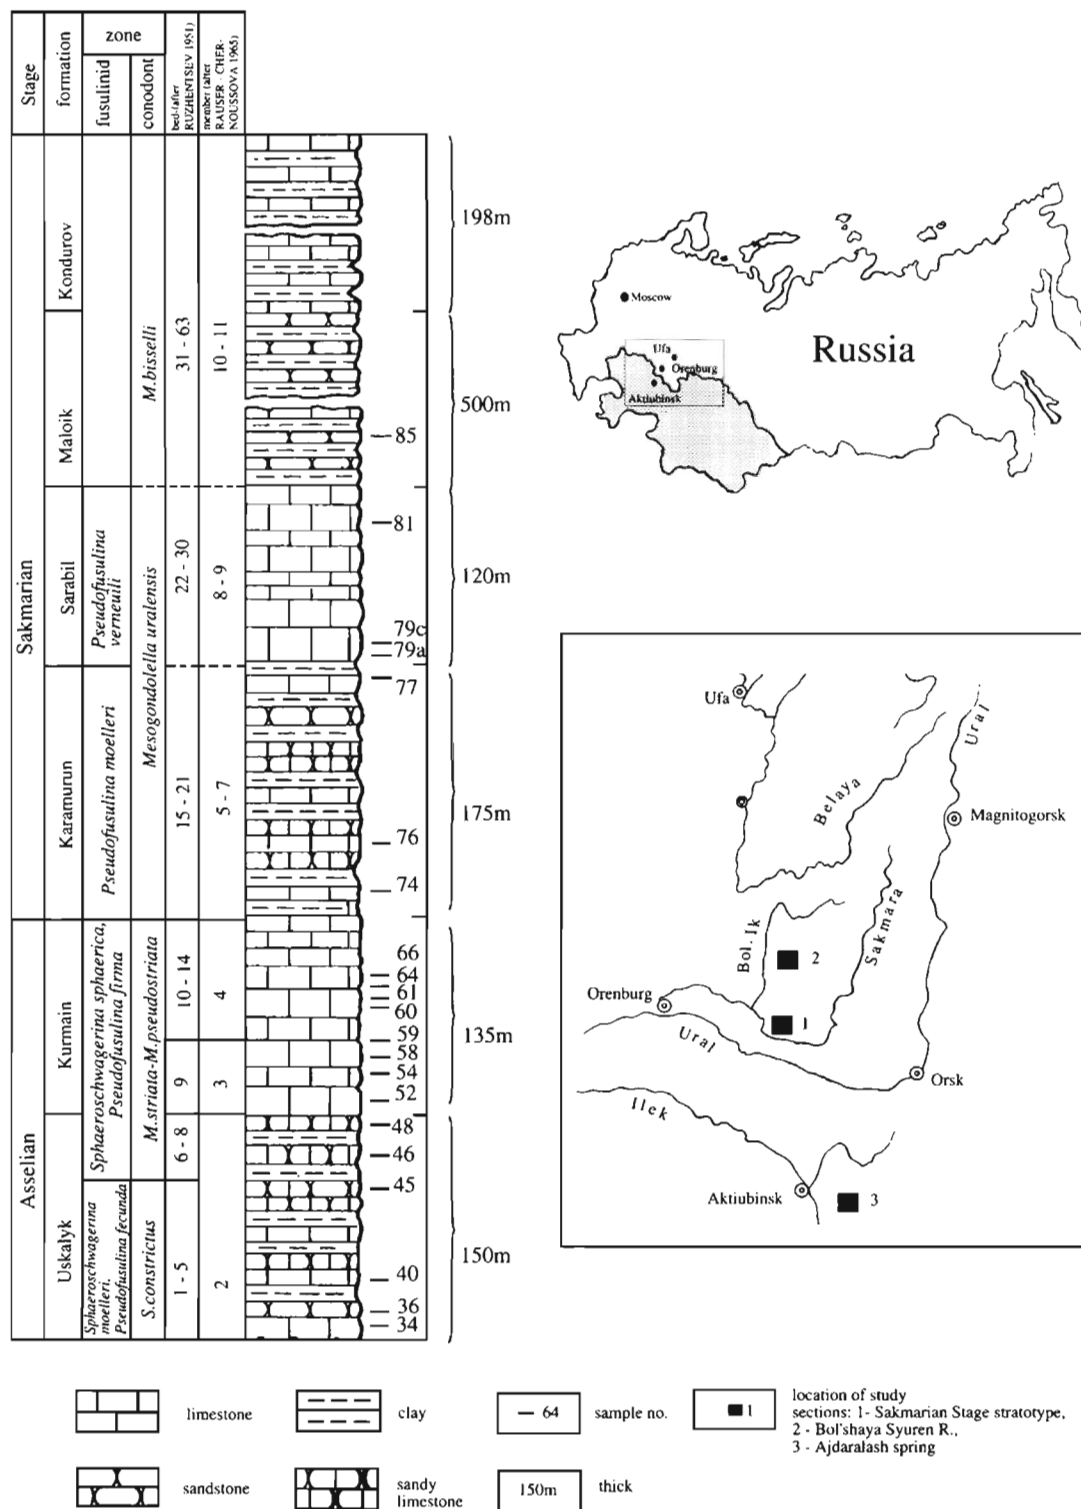 Stage
formation
zone
fusulinid
conodont
bed-(after
RUZHENTSEV 1951)
member (after
RAUSER - CHER-
NOUSSOVA 1965)
Sakmarian
Asselian
Kondurov
Maloik
Sarabil
Karamurun
Kurmain
Uskalyk
Pseudofusulina
verneuili
Pseudofusulina moelleri
Sphaeroschwagerina sphaerica,
Pseudofusulina firma
Sphaeroschwagerina
moelleri,
Pseudofusulina fecunda
M.bisselli
Mesogondolella uralensis
M.striata-M.pseudostriata
S.constrictus
31 - 63
22 - 30
15 - 21
10 - 14
9
6 - 8
1 - 5
10 - 11
8 - 9
5 - 7
4
3
2
85
81
79c
79a
77
76
74
66
64
61
60
59
58
54
52
48
46
45
40
36
34
198m
500m
120m
175m
135m
150m
Moscow
Russia
Ufa
Orenburg
Aktiubinsk
Ufa
Ural
Belaya
Magnitogorsk
Bol. Ik
Sakmara
2
Orenburg
1
Ural
Orsk
Ilek
Aktiubinsk
3
limestone
clay
64
sample no.
1
location of study
sections: 1- Sakmarian Stage stratotype,
2 - Bol'shaya Syuren R.,
3 - Ajdaralash spring
sandstone
sandy
limestone
150m
thick